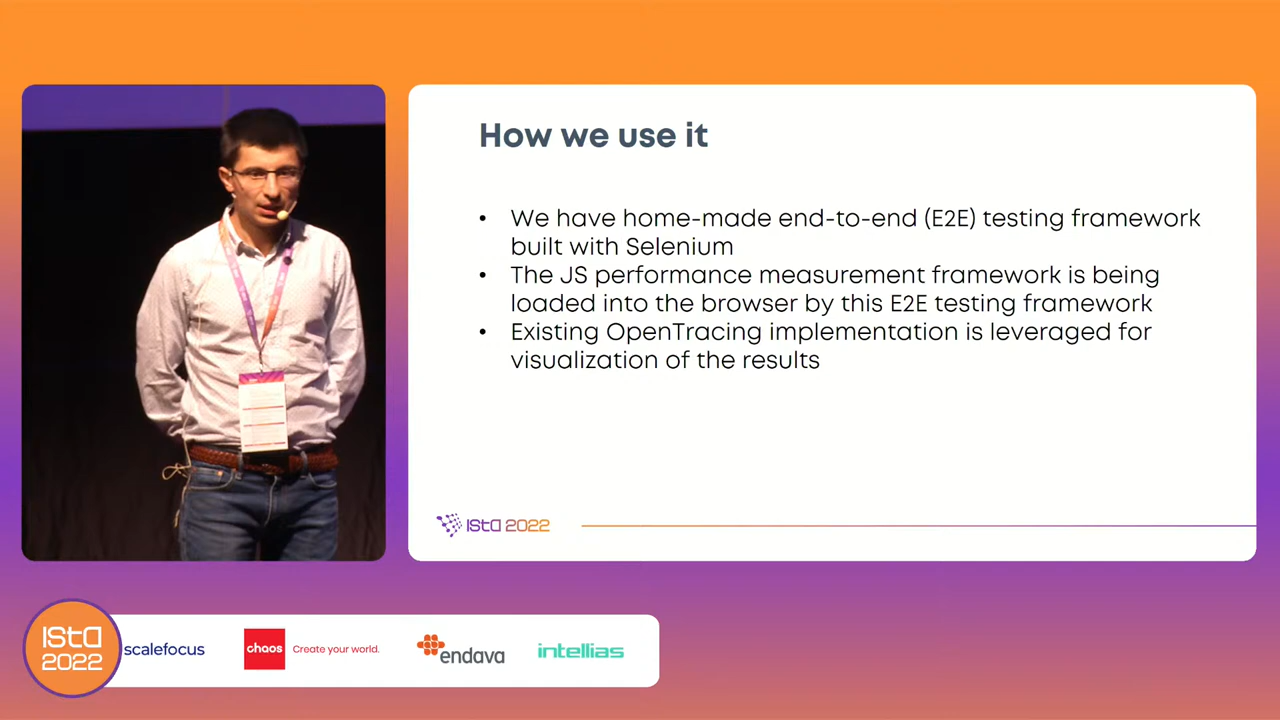 How we use it
• We have home-made end-to-end (E2E) testing framework
built with Selenium
• The JS performance measurement framework is being
loaded into the browser by this E2E testing framework
• Existing OpenTracing implementation is leveraged for
visualization of the results
ISTA 2022
ISTA
2022
scalefocus
chaos Create your world.
endava
intellias